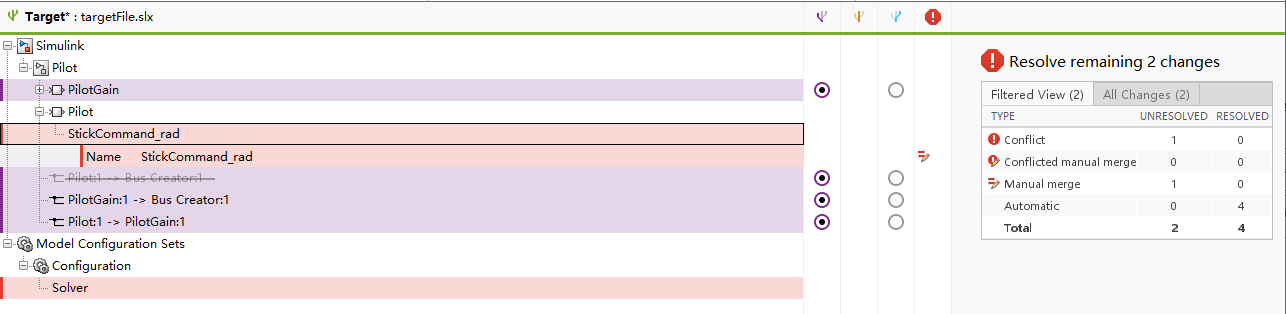 Target* : targetFile.slx
Simulink
Pilot
PilotGain
Pilot
StickCommand_rad
Name StickCommand_rad
Pilot:1 -> Bus Creator:1
PilotGain:1 -> Bus Creator:1
Pilot:1 -> PilotGain:1
Model Configuration Sets
Configuration
Solver
Resolve remaining 2 changes
Filtered View (2) All Changes (2)
TYPE UNRESOLVED RESOLVED
Conflict 1 0
Conflicted manual merge 0 0
Manual merge 1 0
Automatic 0 4
Total 2 4